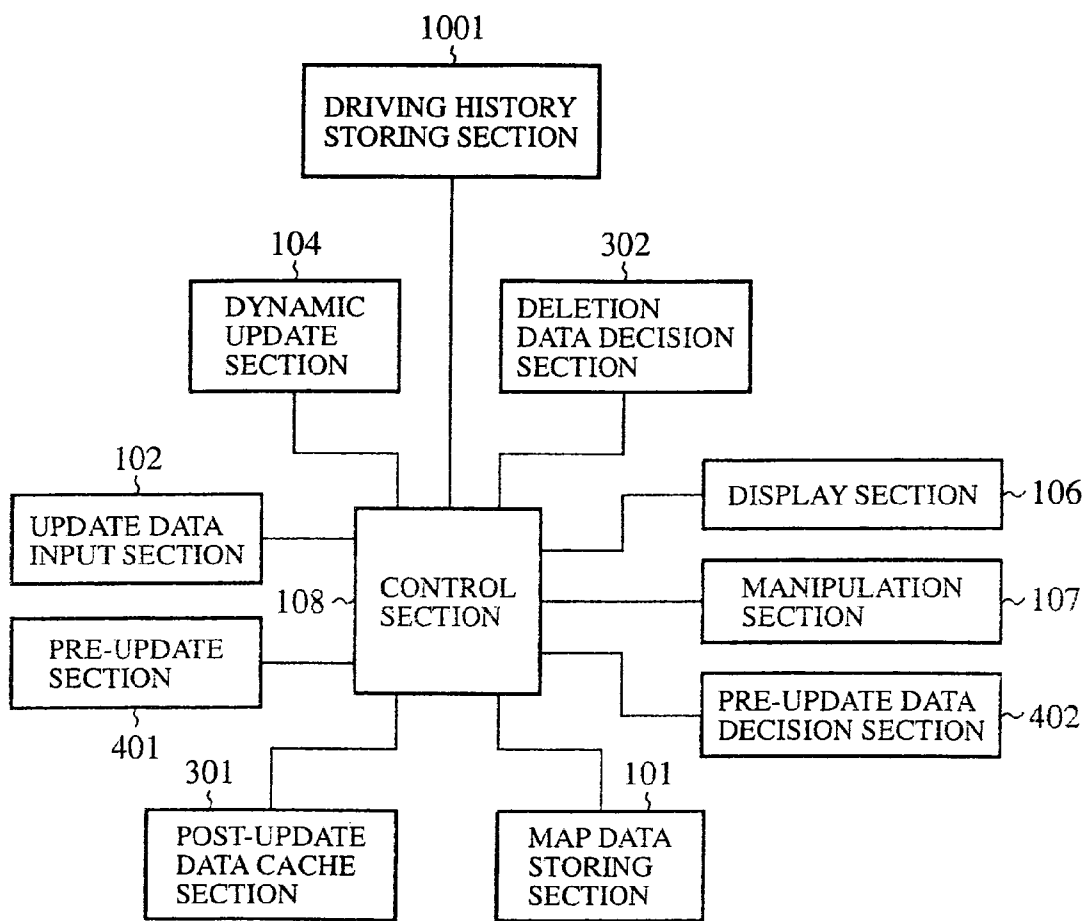 1001
DRIVING HISTORY
STORING SECTION
104
DYNAMIC
UPDATE
SECTION
302
DELETION
DATA DECISION
SECTION
102
UPDATE DATA
INPUT SECTION
DISPLAY SECTION
106
108
CONTROL
SECTION
MANIPULATION
SECTION
107
PRE-UPDATE
SECTION
401
PRE-UPDATE DATA
DECISION SECTION
402
301
POST-UPDATE
DATA CACHE
SECTION
101
MAP DATA
STORING
SECTION